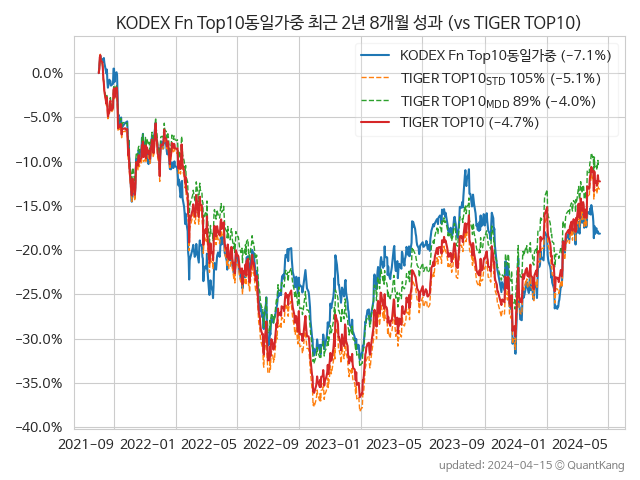 KODEX Fn Top10동일가중 최근 2년 8개월 성과 (vs TIGER TOP10)
KODEX Fn Top10동일가중 (−7.1%)
TIGER TOP10STD 105% (−5.1%)
TIGER TOP10MDD 89% (−4.0%)
TIGER TOP10 (−4.7%)
0.0%
−5.0%
−10.0%
−15.0%
−20.0%
−25.0%
−30.0%
−35.0%
−40.0%
2021-09 2022-01 2022-05 2022-09 2023-01 2023-05 2023-09 2024-01 2024-05
updated: 2024-04-15 © QuantKang